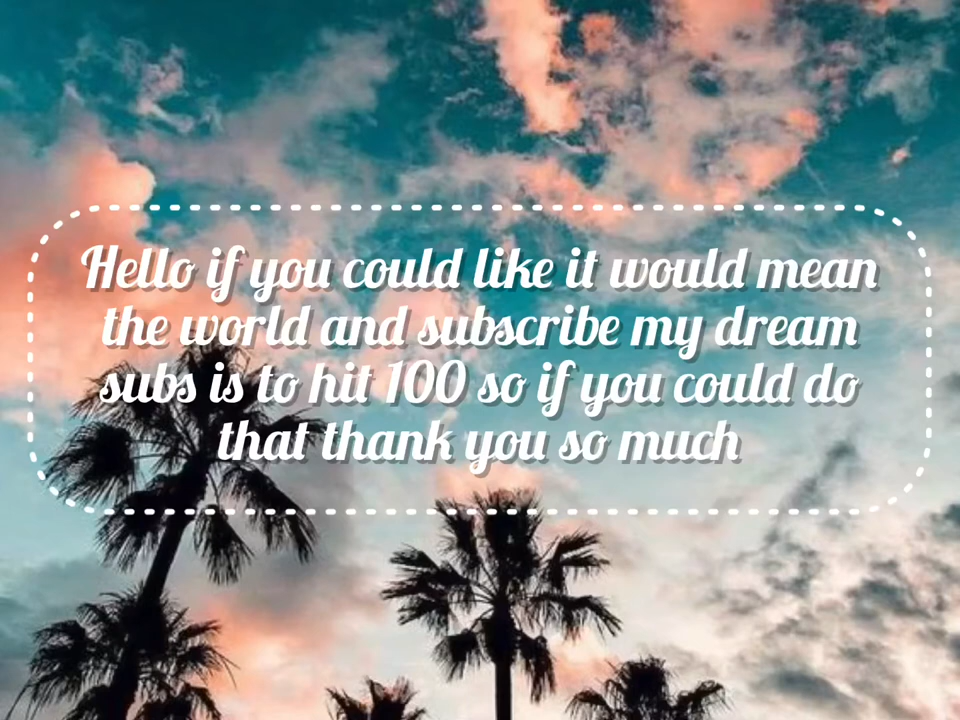 Hello if you could like it would mean
the world and subscribe my dream
subs is to hit 100 so if you could do
that thank you so much